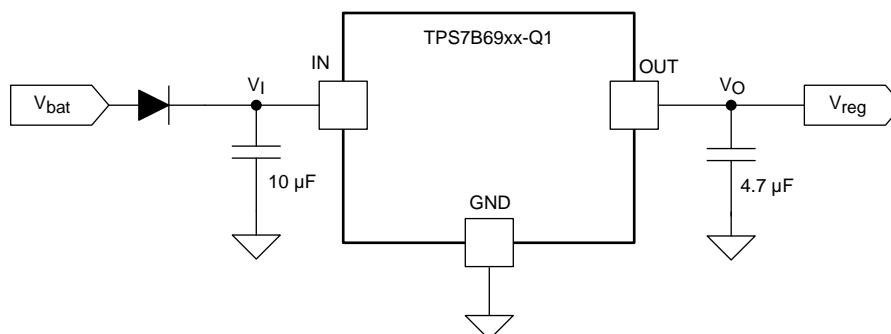 TPS7B69xx-Q1
IN
OUT
V_I
V_O
V_bat
V_reg
10 µF
4.7 µF
GND